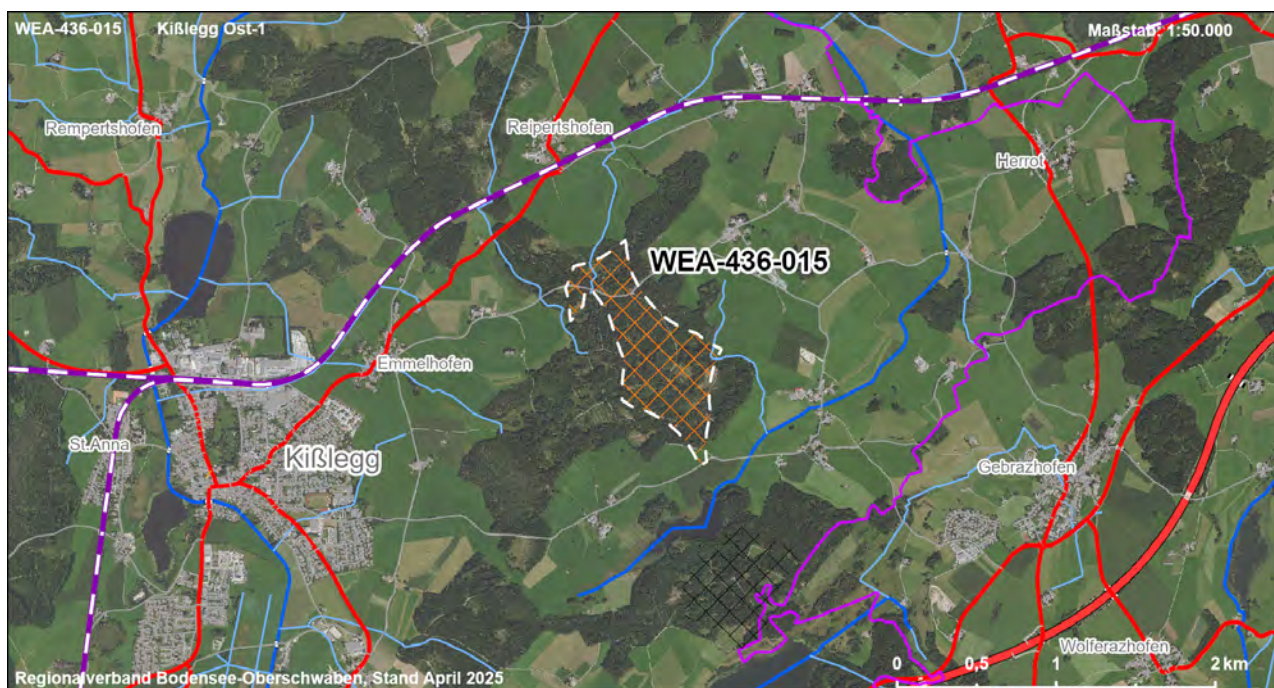 WEA-436-015 Kißlegg Ost-1 Maßstab: 1:50.000
Rempertshofen
Reipertshofen
Herrot
WEA-436-015
Emmelhofen
St.Anna
Kißlegg
Gebrazhofen
Wolferazhofen
0 0,5 1 2 km
Regionalverband Bodensee-Oberschwaben, Stand April 2025